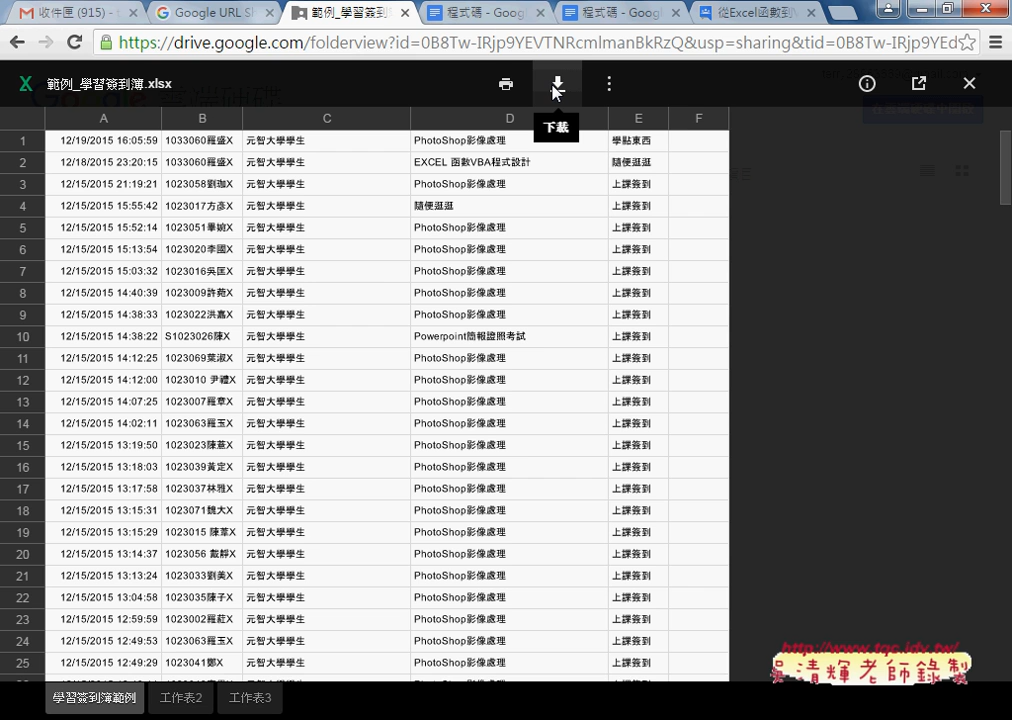 收件匣 (915) - 
Google URL Sh
範例_學習簽到
程式碼 - Goog
程式碼 - Goog
從Excel函數到V
https://drive.google.com/folderview?id=0B8Tw-IRjp9YEVTNRcmlmanBkRzQ&usp=sharing&tid=0B8Tw-IRjp9YEd
X 範例_學習簽到簿.xlsx
下載
A B C D E F
1 12/19/2015 16:05:59 1033060羅盛X 元智大學學生 PhotoShop影像處理 學點東西
2 12/18/2015 23:20:15 1033060羅盛X 元智大學學生 EXCEL 函數VBA程式設計 隨便逛逛
3 12/15/2015 21:19:21 1023058劉珈X 元智大學學生 PhotoShop影像處理 上課簽到
4 12/15/2015 15:55:42 1023017方彥X 元智大學學生 隨便逛逛 上課簽到
5 12/15/2015 15:52:14 1023051畢婉X 元智大學學生 PhotoShop影像處理 上課簽到
6 12/15/2015 15:13:54 1023020李國X 元智大學學生 PhotoShop影像處理 上課簽到
7 12/15/2015 15:03:32 1023016吳匡X 元智大學學生 PhotoShop影像處理 上課簽到
8 12/15/2015 14:40:39 1023009許苑X 元智大學學生 PhotoShop影像處理 上課簽到
9 12/15/2015 14:38:33 1023022洪嘉X 元智大學學生 PhotoShop影像處理 上課簽到
10 12/15/2015 14:38:22 S1023026陳X 元智大學學生 Powerpoint簡報證照考試 上課簽到
11 12/15/2015 14:12:25 1023069葉淑X 元智大學學生 PhotoShop影像處理 上課簽到
12 12/15/2015 14:12:00 1023010 尹禮X 元智大學學生 PhotoShop影像處理 上課簽到
13 12/15/2015 14:07:25 1023007羅章X 元智大學學生 PhotoShop影像處理 上課簽到
14 12/15/2015 14:02:11 1023063羅玉X 元智大學學生 PhotoShop影像處理 上課簽到
15 12/15/2015 13:19:50 1023023陳X 元智大學學生 PhotoShop影像處理 上課簽到
16 12/15/2015 13:18:03 1023039黃定X 元智大學學生 PhotoShop影像處理 上課簽到
17 12/15/2015 13:17:58 1023037林雅X 元智大學學生 PhotoShop影像處理 上課簽到
18 12/15/2015 13:15:31 1023071魏大X 元智大學學生 PhotoShop影像處理 上課簽到
19 12/15/2015 13:15:29 1023015 陳葦X 元智大學學生 PhotoShop影像處理 上課簽到
20 12/15/2015 13:14:37 1023056 戴靜X 元智大學學生 PhotoShop影像處理 上課簽到
21 12/15/2015 13:13:24 1023033劉美X 元智大學學生 PhotoShop影像處理 上課簽到
22 12/15/2015 13:04:58 1023035陳子X 元智大學學生 PhotoShop影像處理 上課簽到
23 12/15/2015 12:59:59 1023002羅莊X 元智大學學生 PhotoShop影像處理 上課簽到
24 12/15/2015 12:49:53 1023063羅玉X 元智大學學生 PhotoShop影像處理 上課簽到
25 12/15/2015 12:49:29 1023041鄭X 元智大學學生 PhotoShop影像處理 上課簽到
http://www.tqc.idv.tw/
吳清輝老師錄製
學習簽到簿範例 工作表2 工作表3